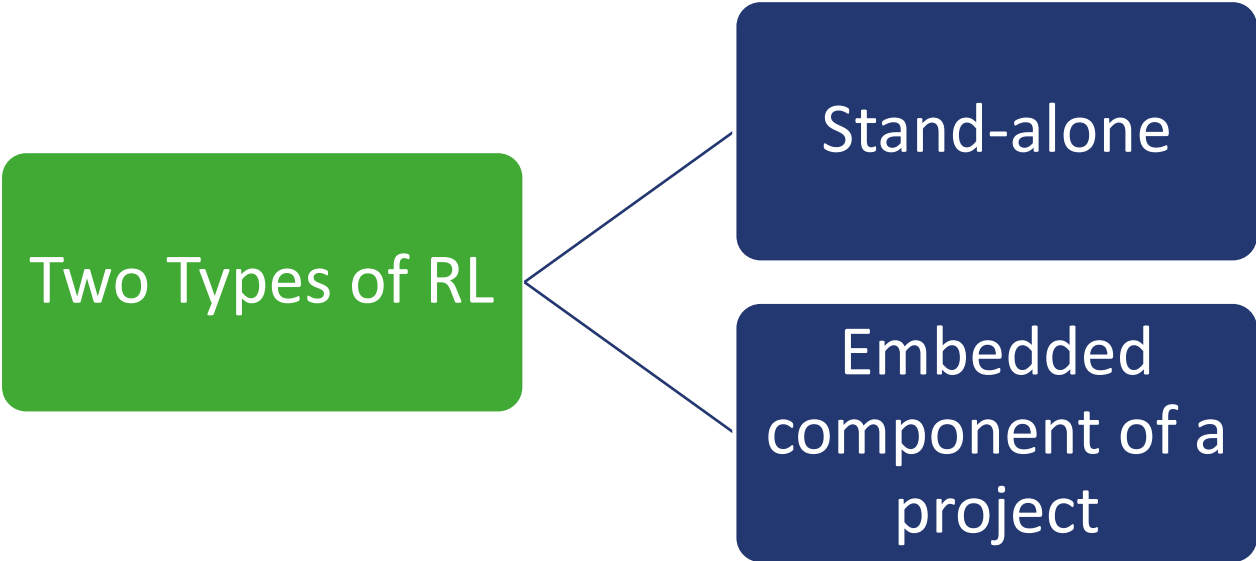 Two Types of RL
Stand-alone
Embedded
component of a
project